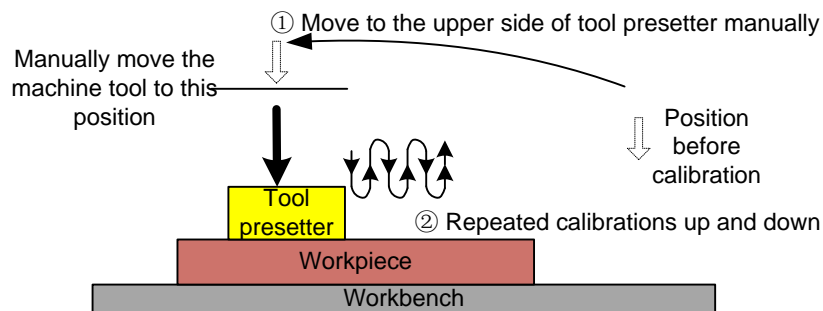 ① Move to the upper side of tool presetter manually
Manually move the
machine tool to this
position
Position
before
calibration
Tool
presetter
② Repeated calibrations up and down
Workpiece
Workbench